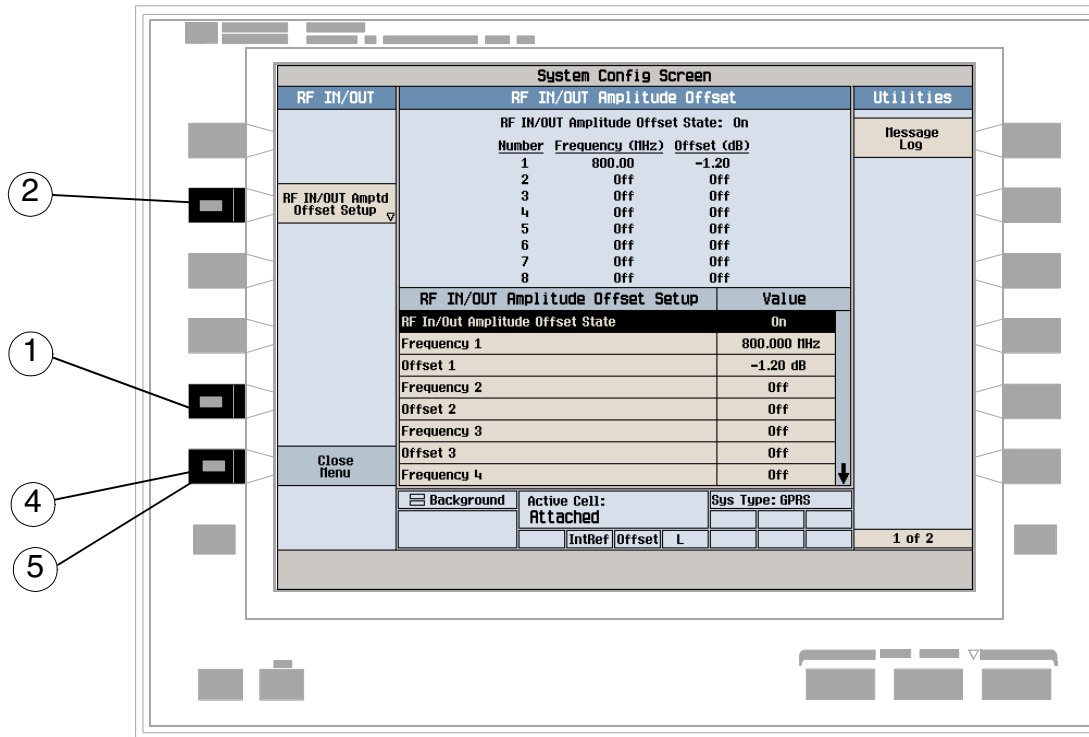 System Config Screen
RF IN/OUT
RF IN/OUT Amplitude Offset
Utilities
RF IN/OUT Amplitude Offset State: On
Number Frequency (MHz) Offset (dB)
1 800.00 -1.20
2 Off Off
3 Off Off
4 Off Off
5 Off Off
6 Off Off
7 Off Off
8 Off Off
Message
Log
2
RF IN/OUT Amptd
Offset Setup
RF IN/OUT Amplitude Offset Setup Value
RF In/Out Amplitude Offset State On
Frequency 1 800.000 MHz
Offset 1 -1.20 dB
Frequency 2 Off
Offset 2 Off
Frequency 3 Off
Offset 3 Off
Frequency 4 Off
1
Close
Menu
4
5
Background
Active Cell:
Attached
Sys Type: GPRS
IntRef Offset L
1 of 2